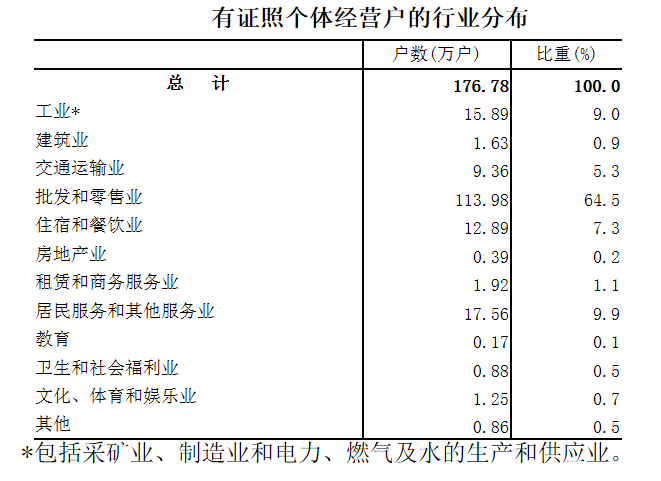 有证照个体经营户的行业分布
户数(万户) 比重(%)
总 计 176.78 100.0
工业* 15.89 9.0
建筑业 1.63 0.9
交通运输业 9.36 5.3
批发和零售业 113.98 64.5
住宿和餐饮业 12.89 7.3
房地产业 0.39 0.2
租赁和商务服务业 1.92 1.1
居民服务和其他服务业 17.56 9.9
教育 0.17 0.1
卫生和社会福利业 0.88 0.5
文化、体育和娱乐业 1.25 0.7
其他 0.86 0.5
*包括采矿业、制造业和电力、燃气及水的生产和供应业。